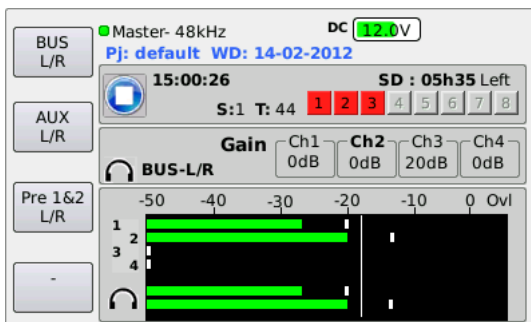 BUS
L/R
Master- 48kHz DC 12.0V
Pj: default WD: 14-02-2012
15:00:26 SD : 05h35 Left
S:1 T: 44 1 2 3 4 5 6 7 8
AUX
L/R
Gain Ch1 Ch2 Ch3 Ch4
BUS-L/R 0dB 0dB 20dB 0dB
Pre 1&2
L/R
-50 -40 -30 -20 -10 0 Ovl
1
2
3
4
-